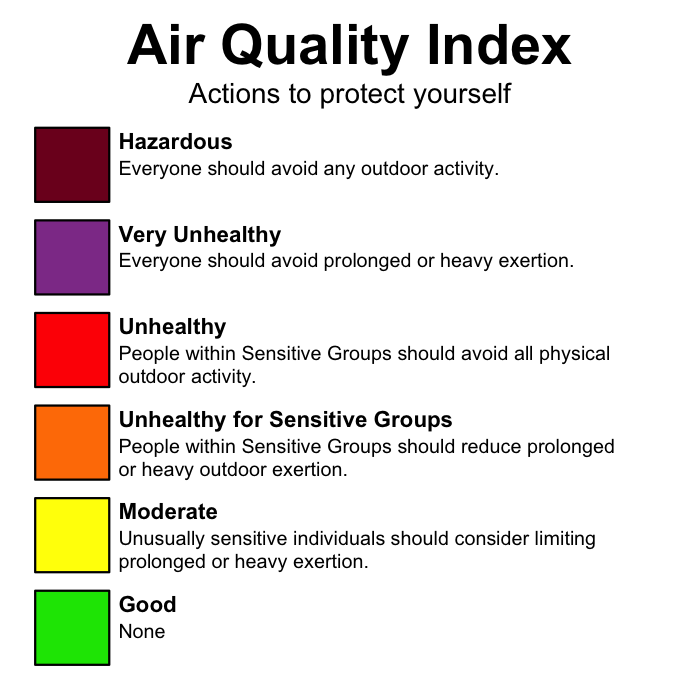 Air Quality Index
Actions to protect yourself
Hazardous
Everyone should avoid any outdoor activity.
Very Unhealthy
Everyone should avoid prolonged or heavy exertion.
Unhealthy
People within Sensitive Groups should avoid all physical
outdoor activity.
Unhealthy for Sensitive Groups
People within Sensitive Groups should reduce prolonged
or heavy outdoor exertion.
Moderate
Unusually sensitive individuals should consider limiting
prolonged or heavy exertion.
Good
None